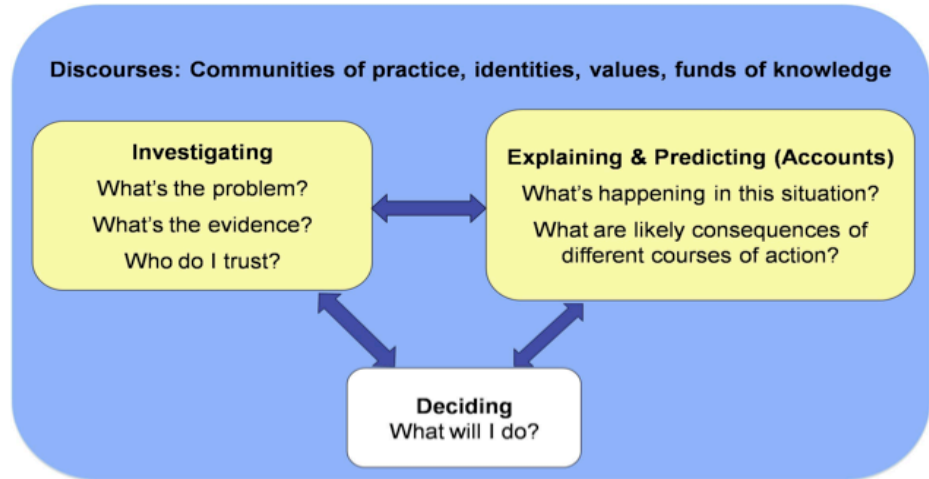 Discourses: Communities of practice, identities, values, funds of knowledge
Investigating
What's the problem?
What's the evidence?
Who do I trust?
Explaining & Predicting (Accounts)
What's happening in this situation?
What are likely consequences of
different courses of action?
Deciding
What will I do?